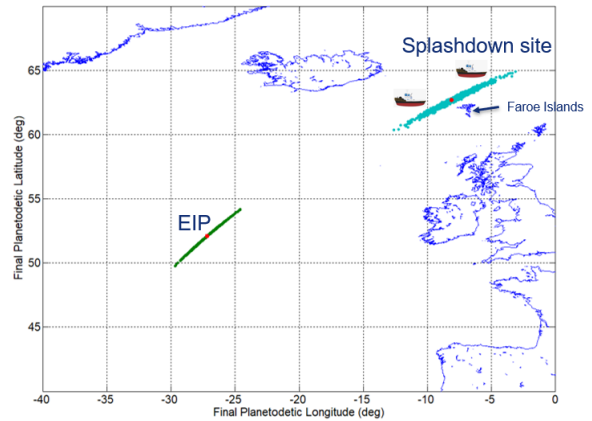 Splashdown site
Faroe Islands
EIP
65
60
55
50
45
-40
-35
-30
-25
-20
-15
-10
-5
0
Final Planetodetic Latitude (deg)
Final Planetodetic Longitude (deg)